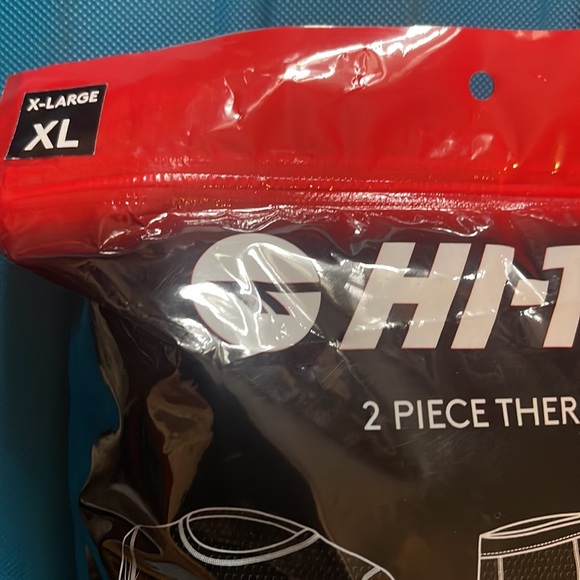 X-LARGE
XL
HI-T
2 PIECE THER